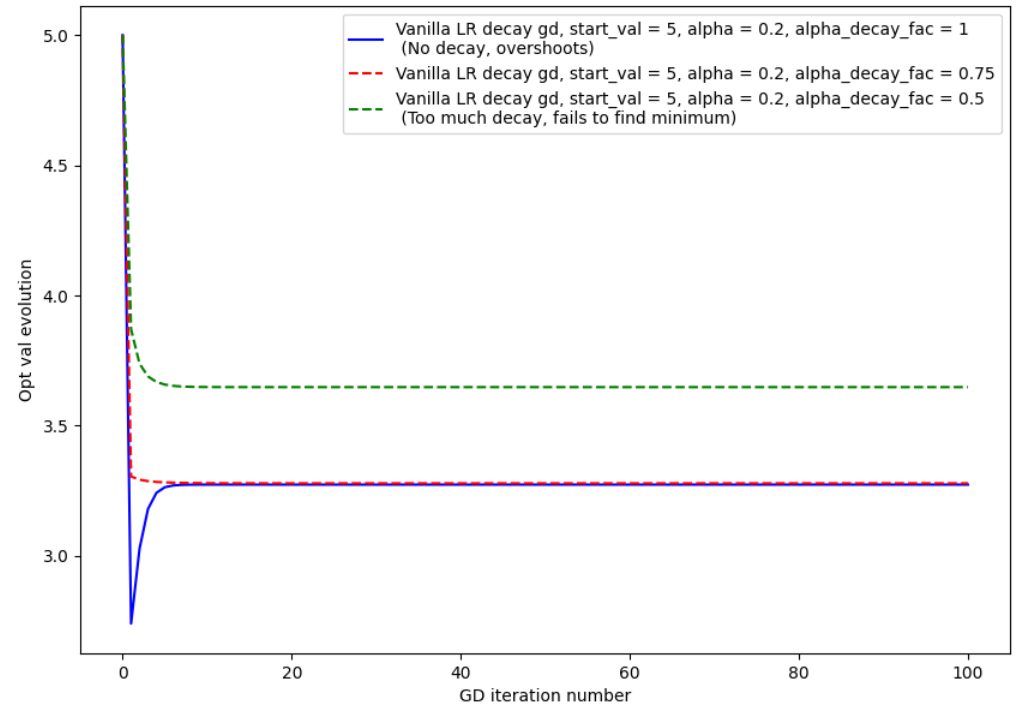 Vanilla LR decay gd, start_val = 5, alpha = 0.2, alpha_decay_fac = 1
(No decay, overshoots)
Vanilla LR decay gd, start_val = 5, alpha = 0.2, alpha_decay_fac = 0.75
Vanilla LR decay gd, start_val = 5, alpha = 0.2, alpha_decay_fac = 0.5
(Too much decay, fails to find minimum)
5.0
4.5
4.0
3.5
3.0
Opt val evolution
0
20
40
60
80
100
GD iteration number